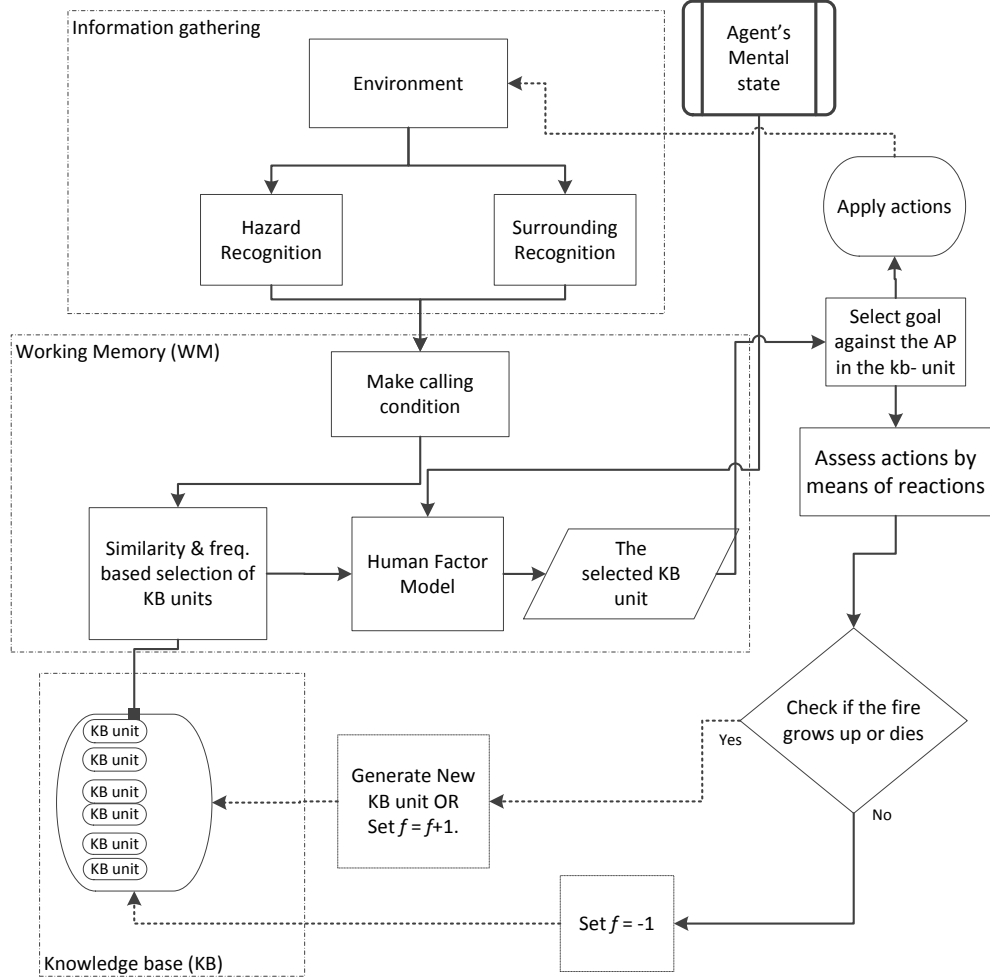 Information gathering
Environment
Agent's
Mental
state
Hazard
Recognition
Surrounding
Recognition
Apply actions
Select goal
against the AP
in the kb- unit
Working Memory (WM)
Make calling
condition
Assess actions by
means of reactions
Similarity & freq.
based selection of
KB units
Human Factor
Model
The
selected KB
unit
Check if the fire
grows up or dies
Yes
No
KB unit
KB unit
KB unit
KB unit
KB unit
KB unit
Generate New
KB unit OR
Set f = f+1.
Set f = -1
Knowledge base (KB)